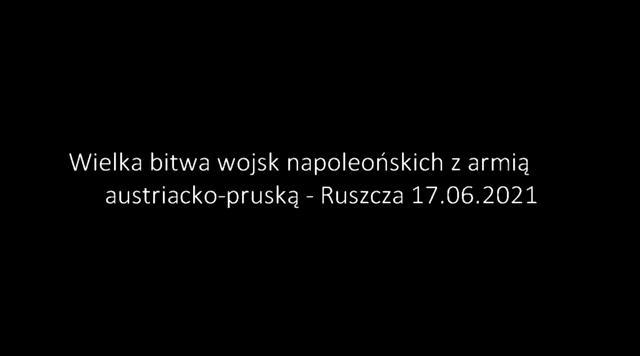 Wielka bitwa wojsk napoleońskich z armią
austriacko-pruską - Ruszcza 17.06.2021